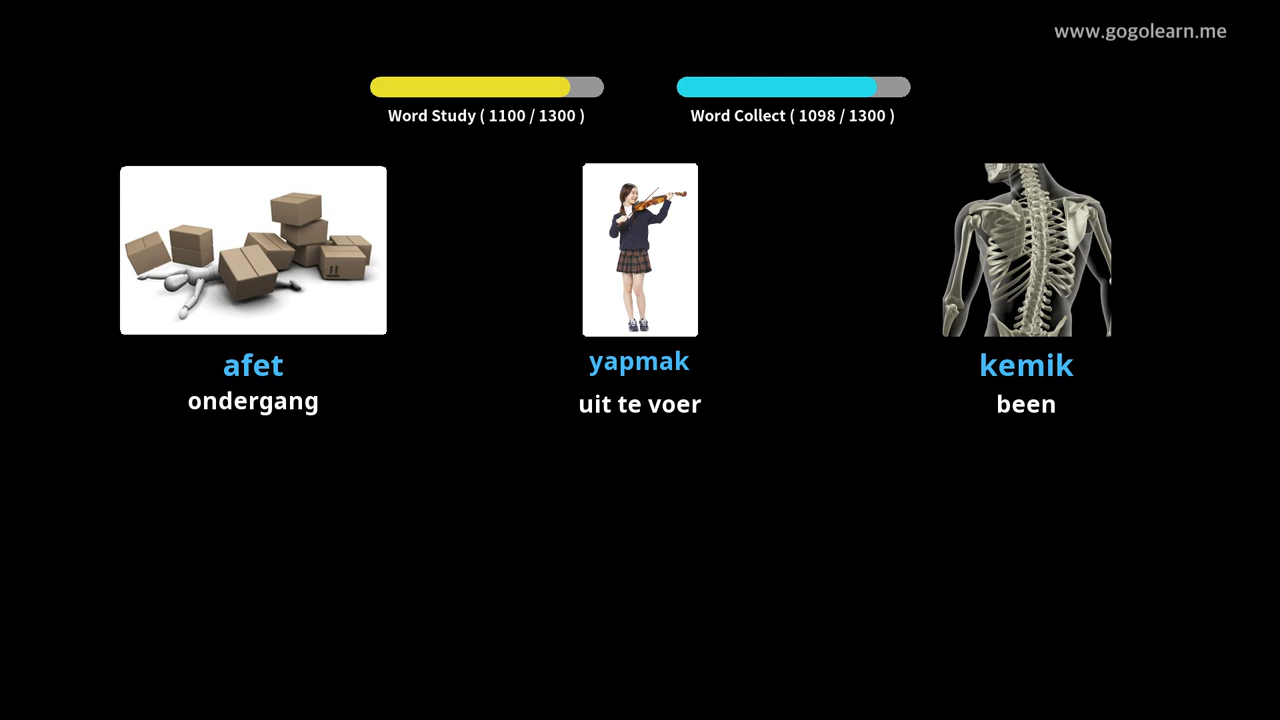 www.gogolearn.me
Word Study ( 1100 / 1300 )
Word Collect ( 1098 / 1300 )
afet
ondergang
yapmak
uit te voer
kemik
been